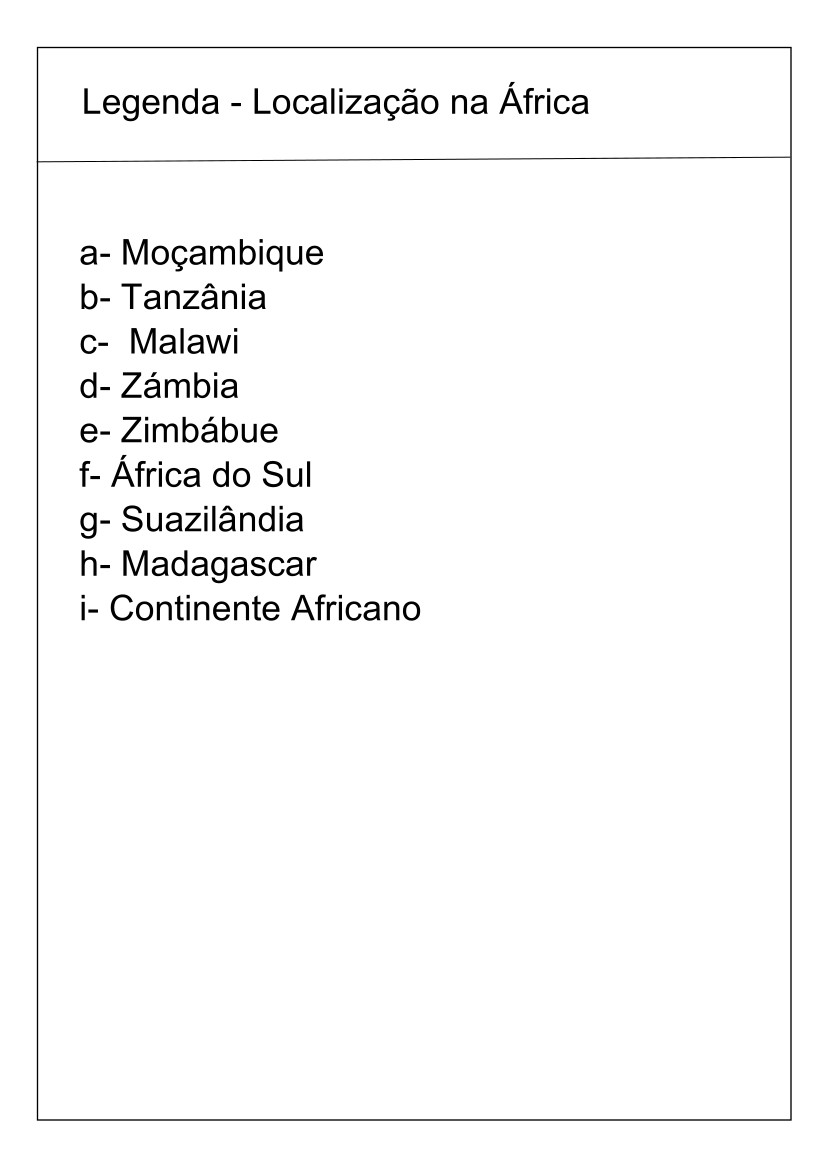 Legenda - Localização na África
a- Moçambique
b- Tanzânia
c-  Malawi
d- Zámbia
e- Zimbábue
f- África do Sul
g- Suazilândia
h- Madagascar
i- Continente Africano